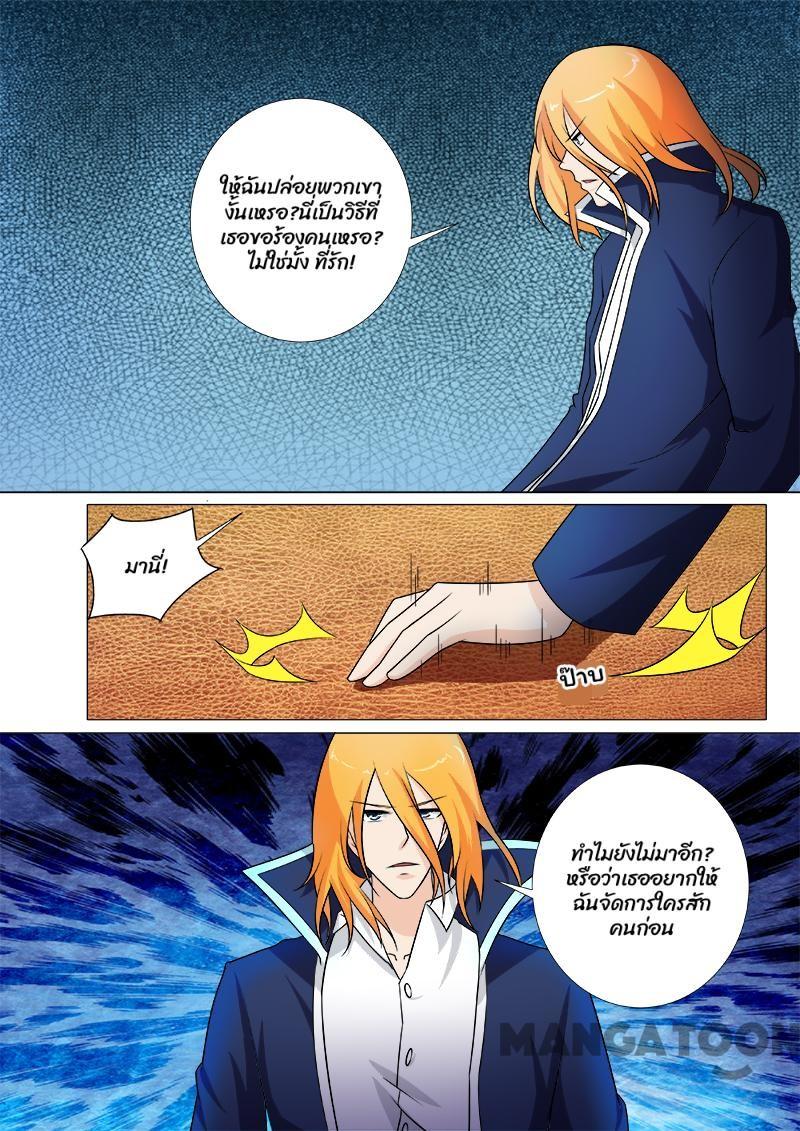 ให้ฉันปล่อยพวกเขา
งั้นเหรอ?นี่เป็นวิธีที่
เธอขอร้องคนเหรอ?
ไม่ใช่มั้ง ที่รัก!
มานี่!
ป๊าบ
ทำไมยังไม่มาอีก?
หรือว่าเธออยากให้
ฉันจัดการใครสัก
คนก่อน
MANGATOON